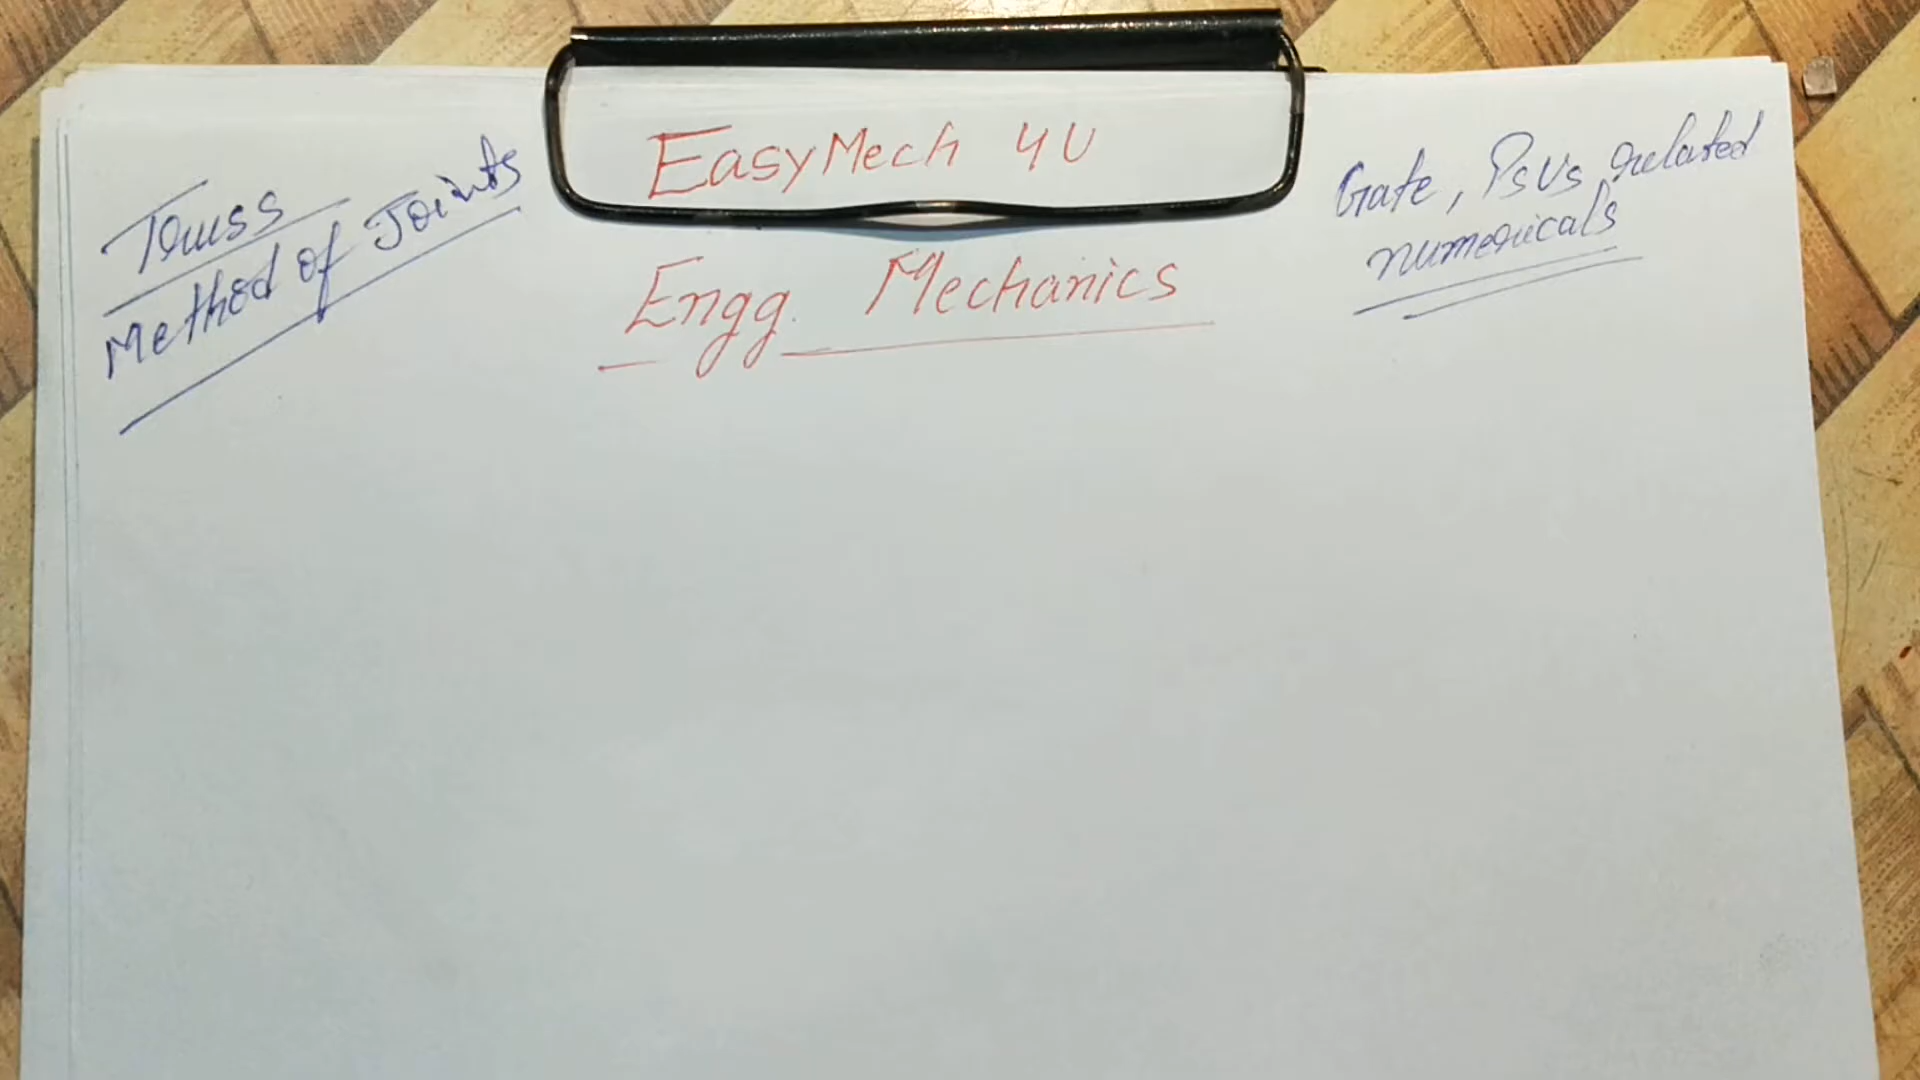 Truss
Method of Joints
EasyMech 4U
Engg. Mechanics
Gate, PSUs related
numericals